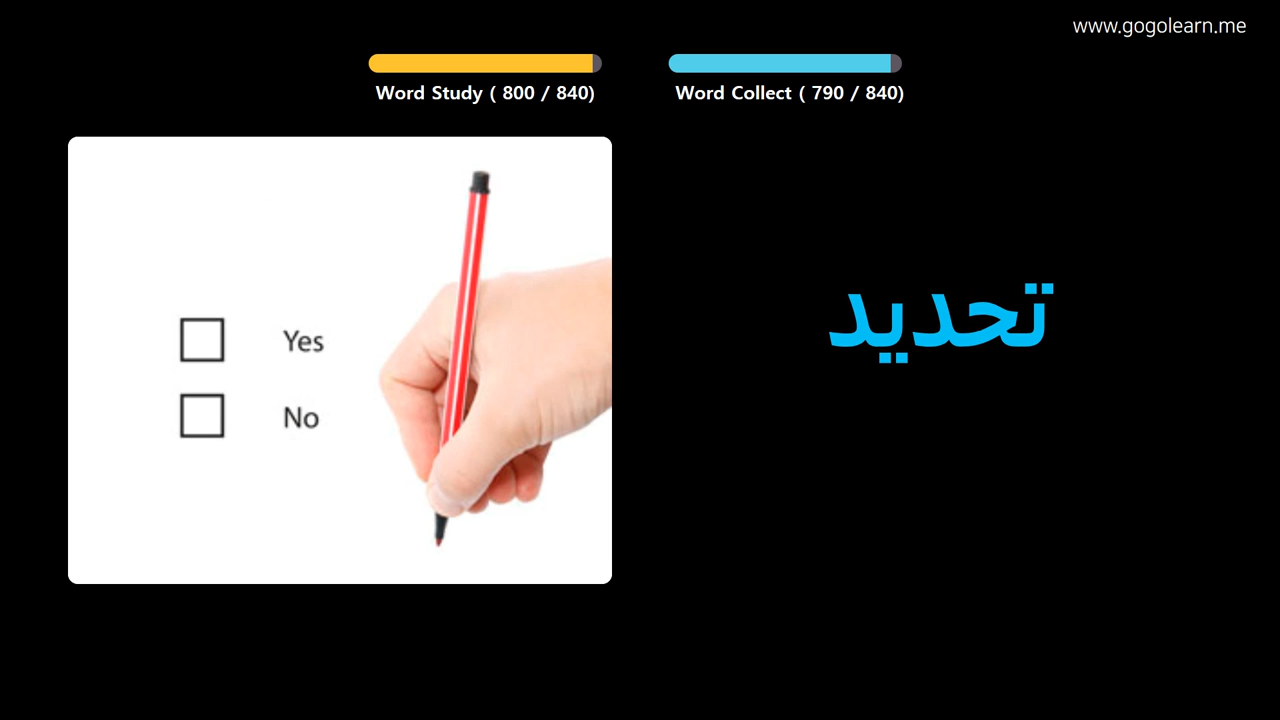 www.gogolearn.me
Word Study ( 800 / 840)
Word Collect ( 790 / 840)
Yes
No
تحديد